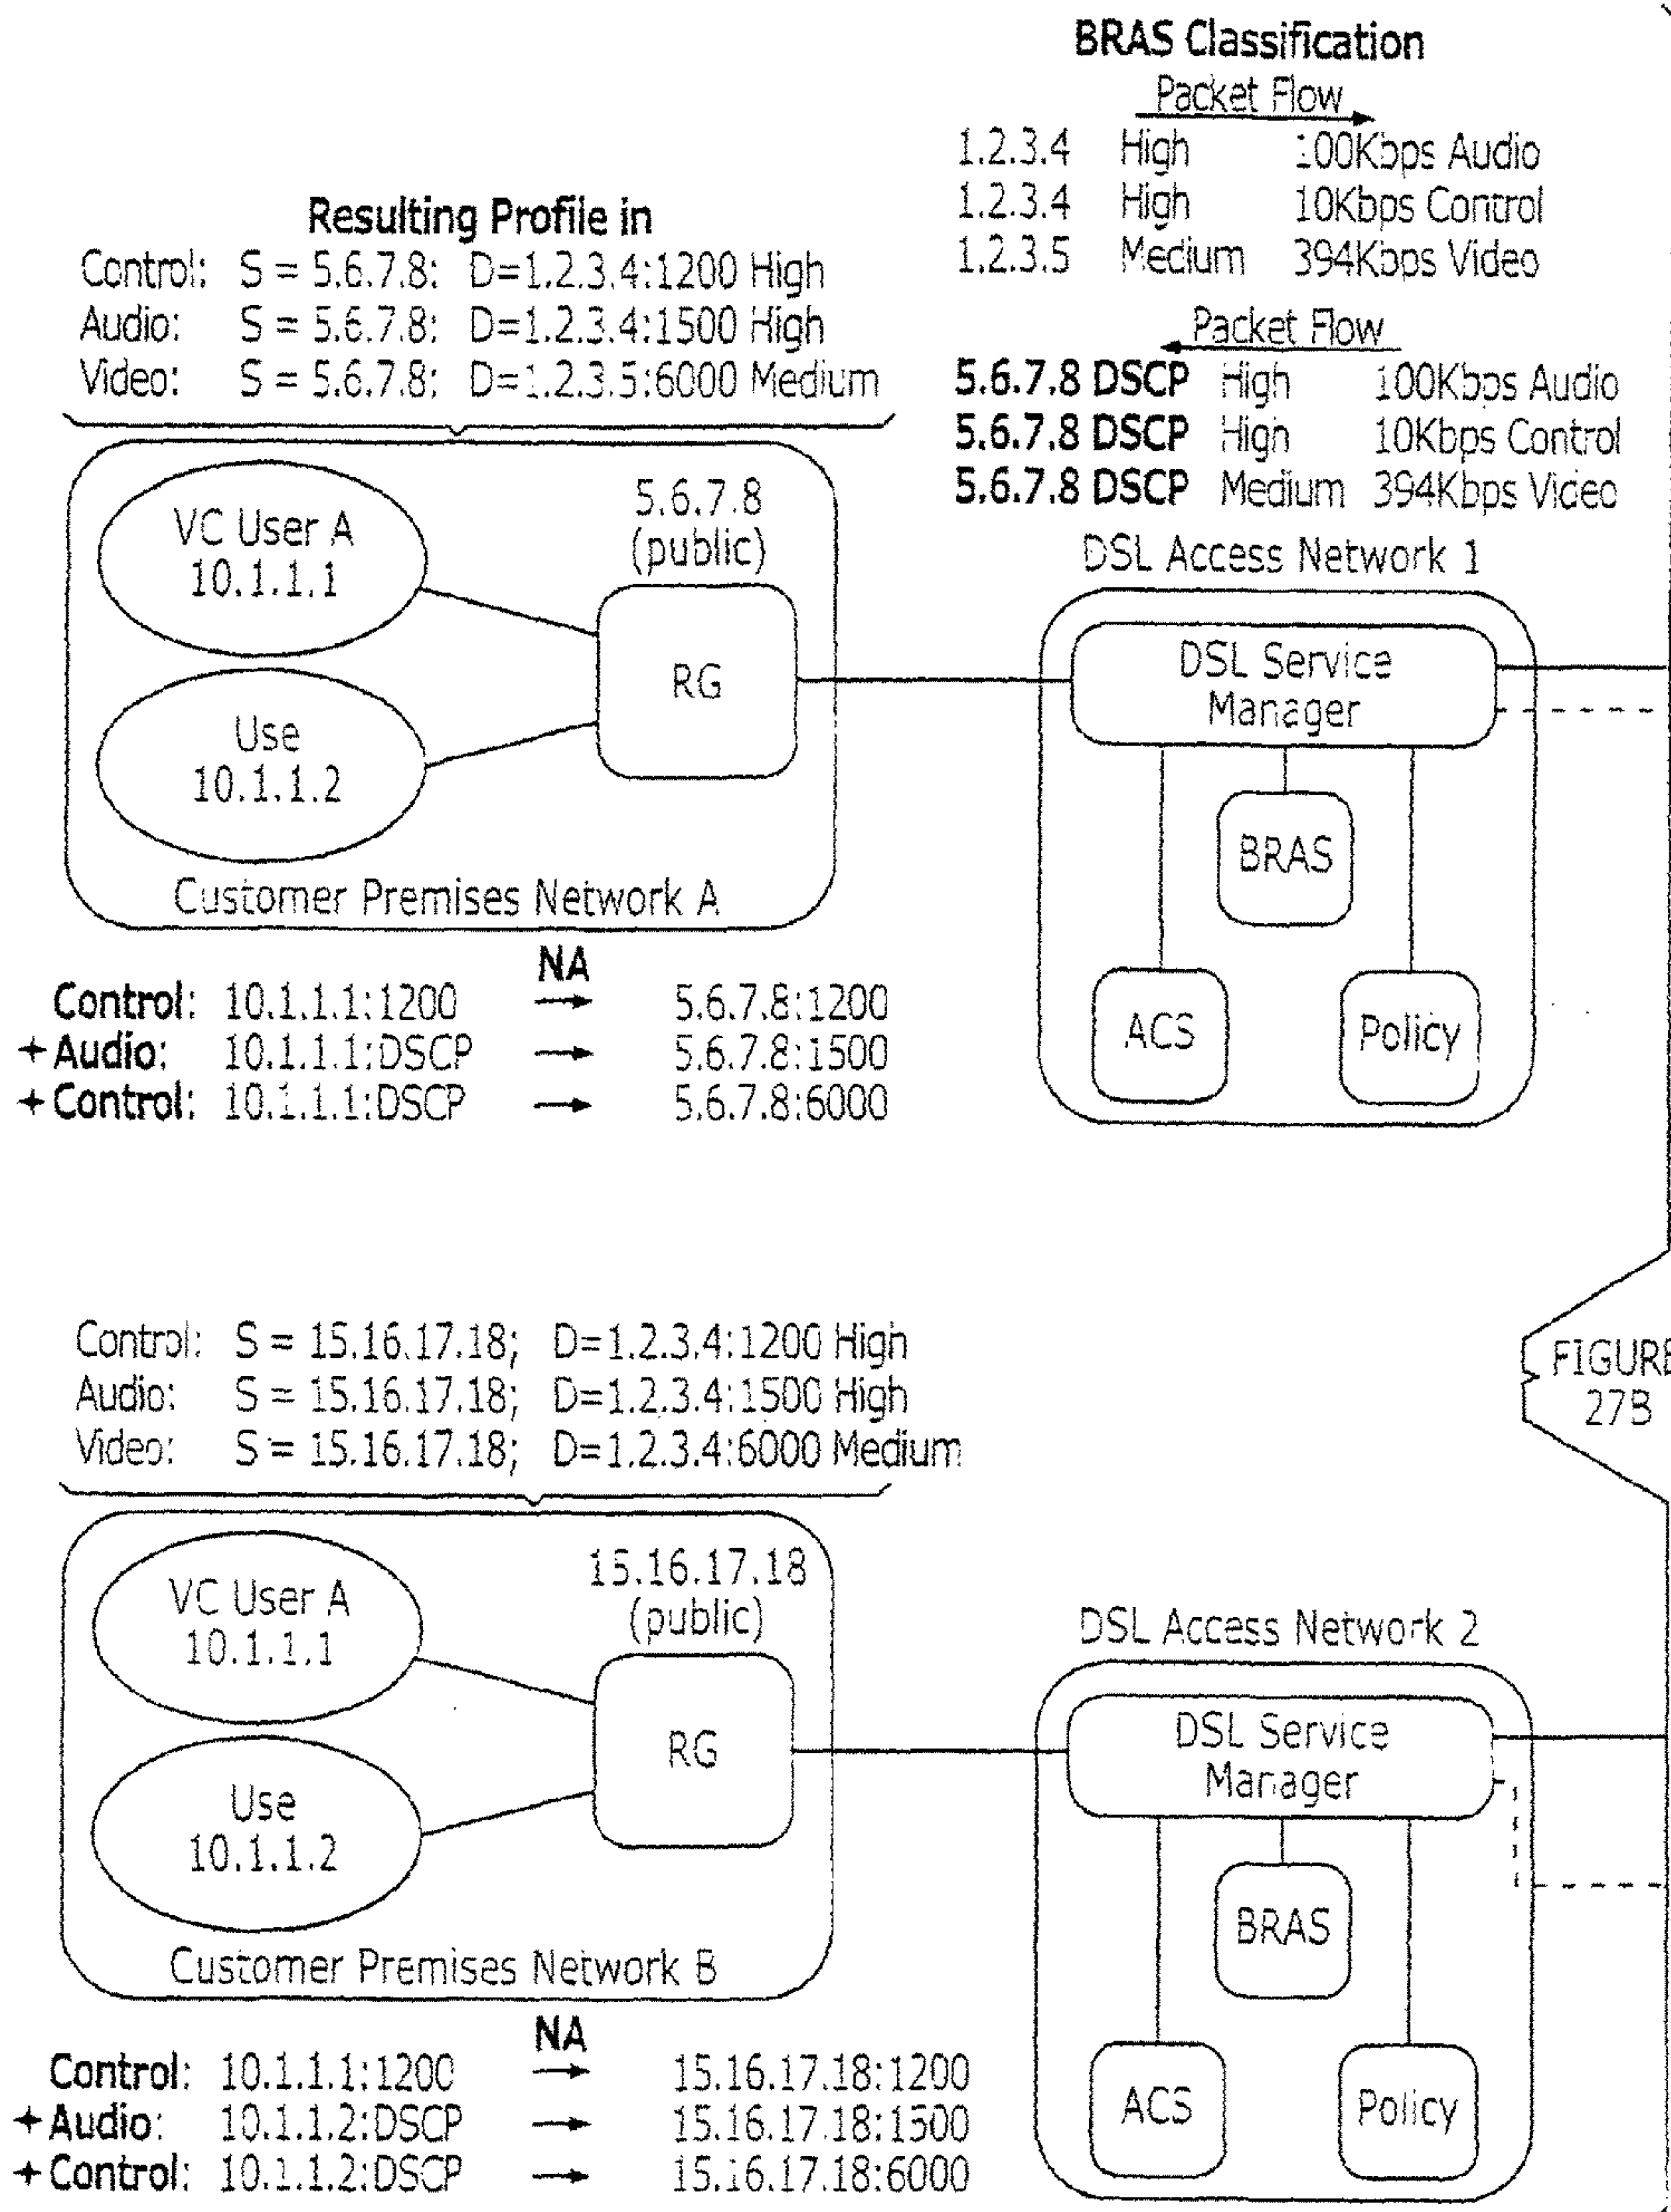 BRAS Classification
Packet Flow
1.2.3.4 High 100Kbps Audio
1.2.3.4 High 10Kbps Control
1.2.3.5 Medium 394Kbps Video
Packet Flow
5.6.7.8 DSCP High 100Kbps Audio
5.6.7.8 DSCP High 10Kbps Control
5.6.7.8 DSCP Medium 394Kbps Video
Resulting Profile in
Control: S = 5.6.7.8; D=1.2.3.4:1200 High
Audio: S = 5.6.7.8; D=1.2.3.4:1500 High
Video: S = 5.6.7.8; D=1.2.3.5:6000 Medium
VC User A
10.1.1.1
Use
10.1.1.2
5.6.7.8
(public)
RG
Customer Premises Network A
DSL Access Network 1
DSL Service
Manager
BRAS
ACS
Policy
NA
Control: 10.1.1.1:1200 → 5.6.7.8:1200
+Audio: 10.1.1.1:DSCP → 5.6.7.8:1500
+Control: 10.1.1.1:DSCP → 5.6.7.8:6000
FIGURE
27B
Control: S = 15.16.17.18; D=1.2.3.4:1200 High
Audio: S = 15.16.17.18; D=1.2.3.4:1500 High
Video: S = 15.16.17.18; D=1.2.3.4:6000 Medium
VC User A
10.1.1.1
Use
10.1.1.2
15.16.17.18
(public)
RG
Customer Premises Network B
DSL Access Network 2
DSL Service
Manager
BRAS
ACS
Policy
NA
Control: 10.1.1.1:1200 → 15.16.17.18:1200
+Audio: 10.1.1.2:DSCP → 15.16.17.18:1500
+Control: 10.1.1.2:DSCP → 15.16.17.18:6000